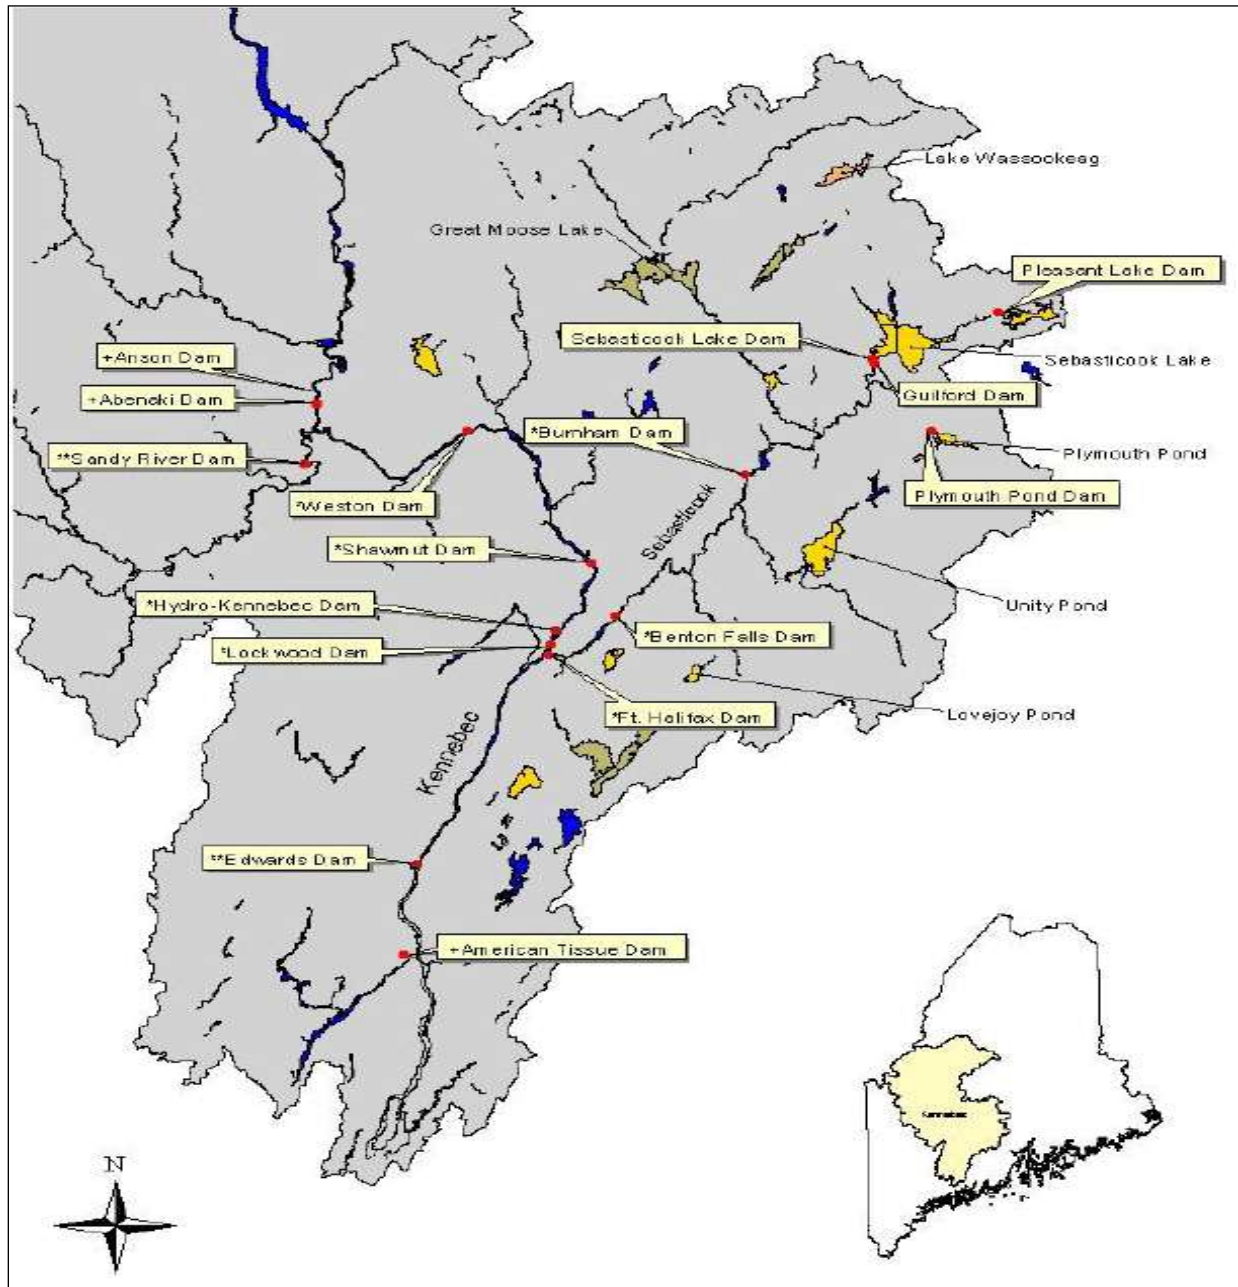 Lake Wassookeag
Great Moose Lake
Pleasant Lake Dam
Sebasticook Lake Dam
Sebasticook Lake
+Anson Dam
Guilford Dam
+Abenaki Dam
*Burnham Dam
**Sandy River Dam
Plymouth Pond
*Weston Dam
Plymouth Pond Dam
Sebasticook
*Shawmut Dam
*Hydro-Kennebec Dam
Unity Pond
*Benton Falls Dam
*Lockwood Dam
*Ft. Halifax Dam
Lovejoy Pond
Kennebec
**Edwards Dam
+American Tissue Dam
Kennebec
N